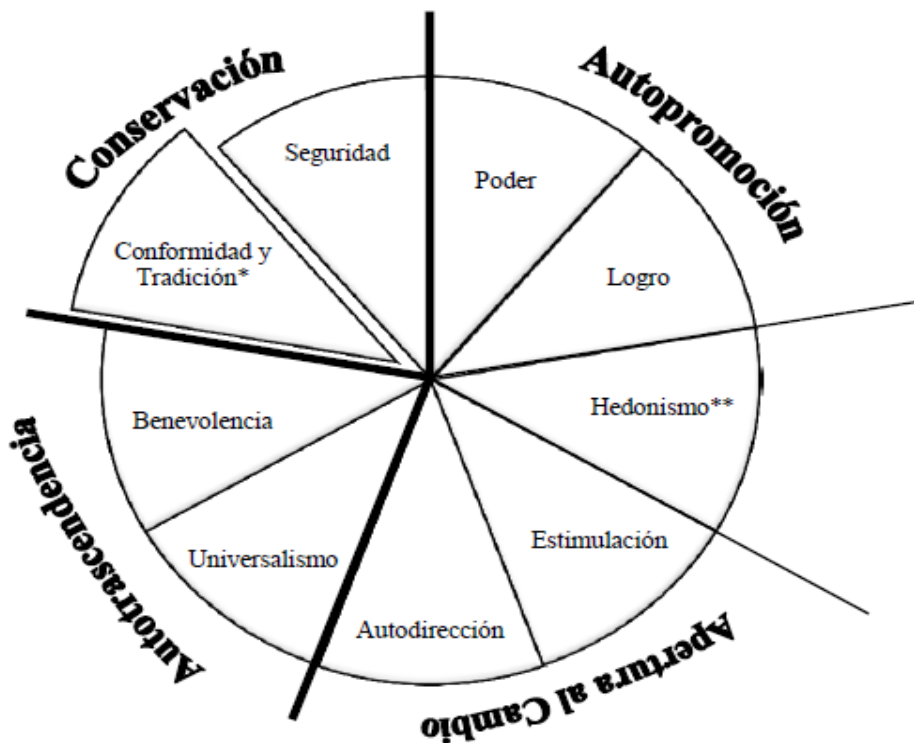 Conservación
Autopromoción
Seguridad
Poder
Conformidad y
Tradición*
Logro
Benevolencia
Hedonismo**
Universalismo
Estimulación
Autodirección
Autotrascendencia
Apertura al Cambio